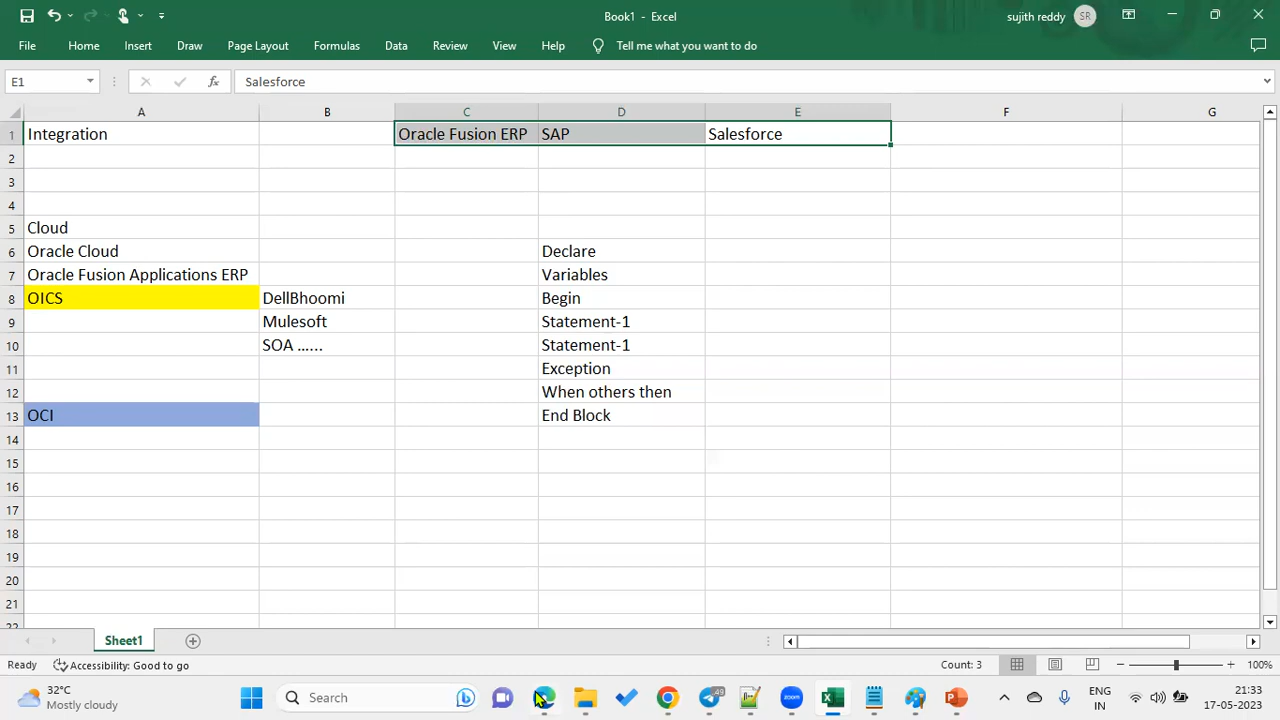 Book1 - Excel
sujith reddy SR
File Home Insert Draw Page Layout Formulas Data Review View Help Tell me what you want to do
E1 fx Salesforce
A B C D E F G
1 Integration Oracle Fusion ERP SAP Salesforce
2
3
4
5 Cloud
6 Oracle Cloud Declare
7 Oracle Fusion Applications ERP Variables
8 OICS DellBhoomi Begin
9 Mulesoft Statement-1
10 SOA …... Statement-1
11 Exception
12 When others then
13 OCI End Block
14
15
16
17
18
19
20
21
22
Sheet1
Ready Accessibility: Good to go Count: 3 100%
32°C
Mostly cloudy
Search
49
ENG
IN
21:33
17-05-2023